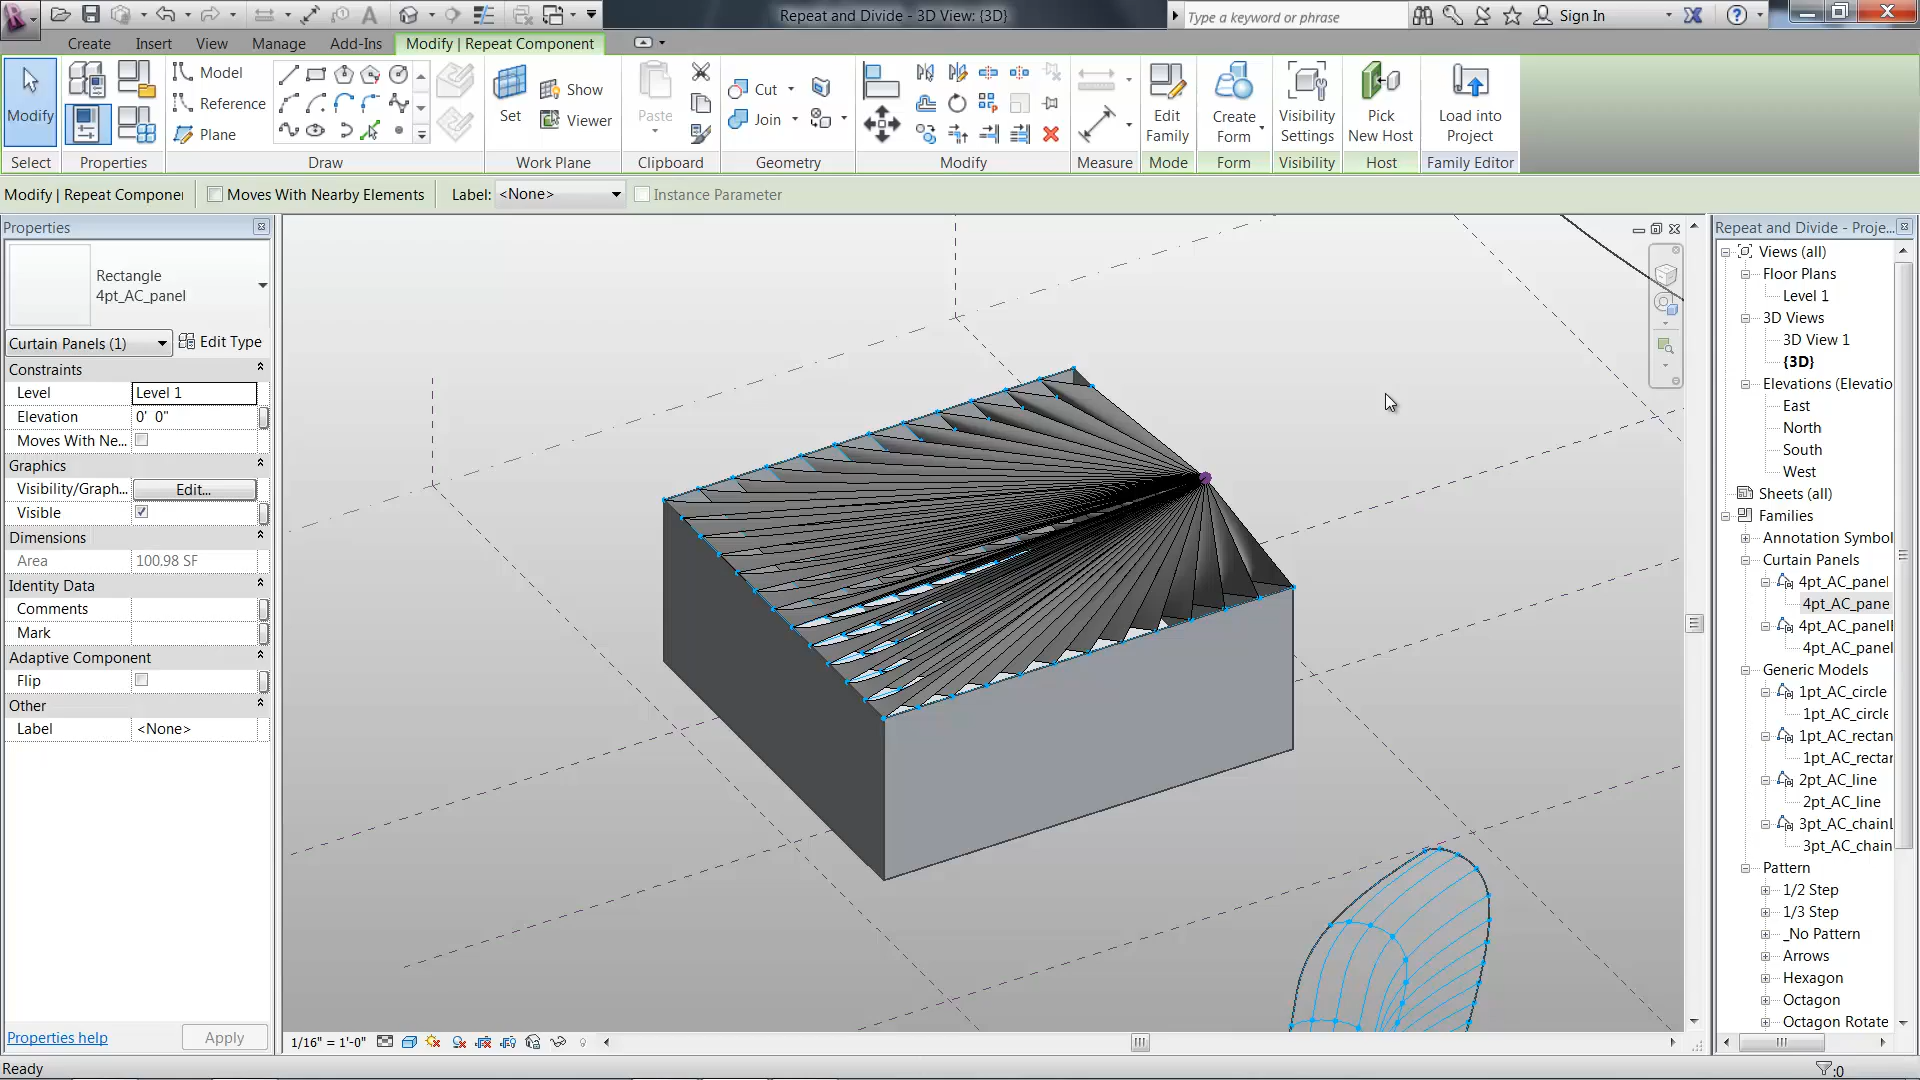 Repeat and Divide - 3D View: {3D}
Type a keyword or phrase
Sign In
Create Insert View Manage Add-Ins Modify | Repeat Component
Modify
Select
Properties
Model
Reference
Plane
Draw
Set
Show
Viewer
Work Plane
Paste
Clipboard
Cut
Join
Geometry
Modify
Measure
Edit Family
Mode
Create Form
Form
Visibility Settings
Visibility
Pick New Host
Host
Load into Project
Family Editor
Modify | Repeat Componer
Moves With Nearby Elements
Label: <None>
Instance Parameter
Properties
Rectangle
4pt_AC_panel
Curtain Panels (1)
Edit Type
Constraints
Level Level 1
Elevation 0' 0"
Moves With Ne...
Graphics
Visibility/Graph... Edit...
Visible
Dimensions
Area 100.98 SF
Identity Data
Comments
Mark
Adaptive Component
Flip
Other
Label <None>
Properties help
Apply
1/16" = 1'-0"
Ready
Repeat and Divide - Proje...
Views (all)
Floor Plans
Level 1
3D Views
3D View 1
{3D}
Elevations (Elevatio
East
North
South
West
Sheets (all)
Families
Annotation Symbol
Curtain Panels
4pt_AC_panel
4pt_AC_pane
4pt_AC_panell
4pt_AC_panel
Generic Models
1pt_AC_circle
1pt_AC_circle
1pt_AC_rectan
1pt_AC_rectar
2pt_AC_line
2pt_AC_line
3pt_AC_chainl
3pt_AC_chain
Pattern
1/2 Step
1/3 Step
_No Pattern
Arrows
Hexagon
Octagon
Octagon Rotate
:0